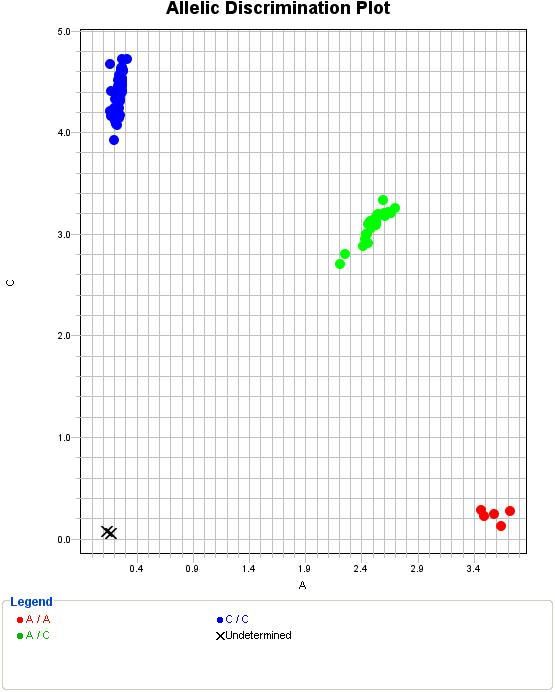 Allelic Discrimination Plot
5.0
4.0
3.0
C
2.0
1.0
0.0
0.4 0.9 1.4 1.9 2.4 2.9 3.4
A
Legend
A / A
C / C
A / C
Undetermined